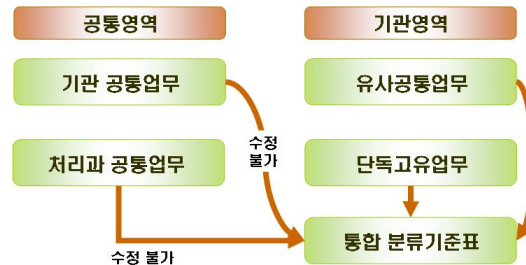 공통영역
기관영역
기관 공통업무
유사공통업무
수정
불가
처리과 공통업무
단독고유업무
통합 분류기준표
수정 불가